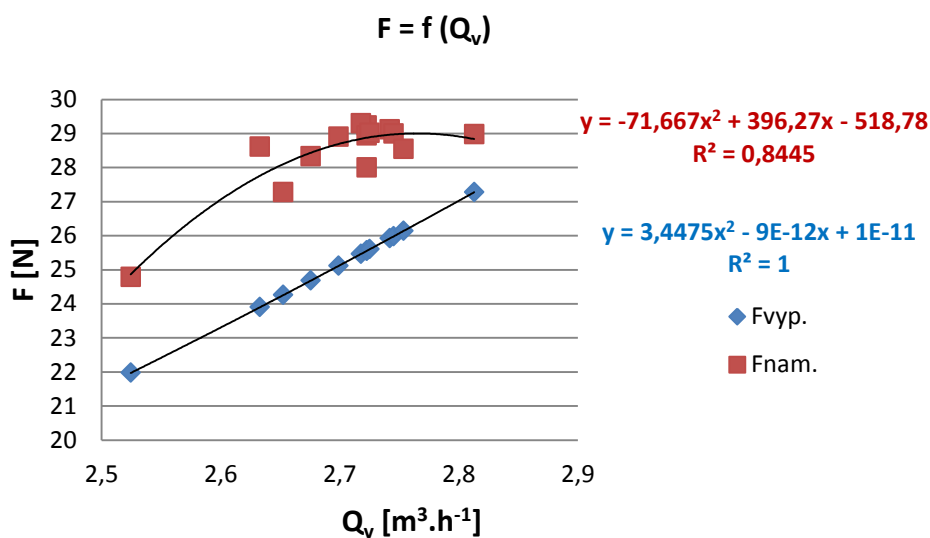 F = f (Qᵥ)
30
29
28
27
26
25
24
23
22
21
20
F [N]
2,5
2,6
2,7
2,8
2,9
Qᵥ [m³.h⁻¹]
y = -71,667x² + 396,27x - 518,78
R² = 0,8445
y = 3,4475x² - 9E-12x + 1E-11
R² = 1
Fvyp.
Fnam.